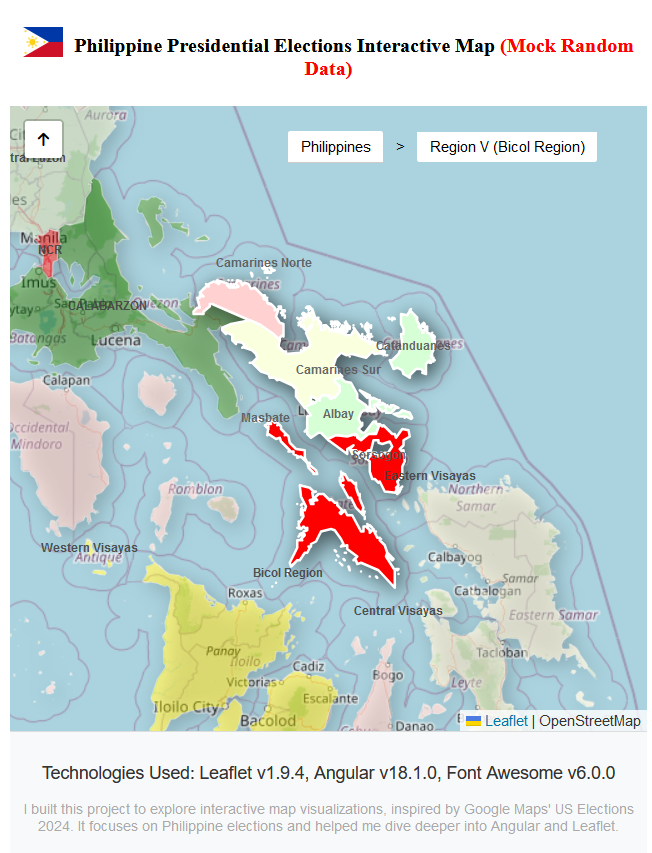 Philippine Presidential Elections Interactive Map (Mock Random
Data)
Philippines > Region V (Bicol Region)
Aurora
Manila
NCR
Imus
CALABARZON
Quezon
Batangas
Lucena
Camarines Norte
Catanduanes
Camarines Sur
Calapan
Albay
Masbate
Sorsogon
Occidental
Mindoro
Eastern Visayas
Romblon
Northern
Samar
Western Visayas
Antique
Calbayog
Bicol Region
Samar
Roxas
Catbalogan
Central Visayas
Eastern Samar
Panay
Iloilo
Tacloban
Cadiz
Bogo
Victorias
Leyte
Escalante
Iloilo City
Bacolod
Danao
Leaflet | OpenStreetMap
Technologies Used: Leaflet v1.9.4, Angular v18.1.0, Font Awesome v6.0.0
I built this project to explore interactive map visualizations, inspired by Google Maps' US Elections
2024. It focuses on Philippine elections and helped me dive deeper into Angular and Leaflet.